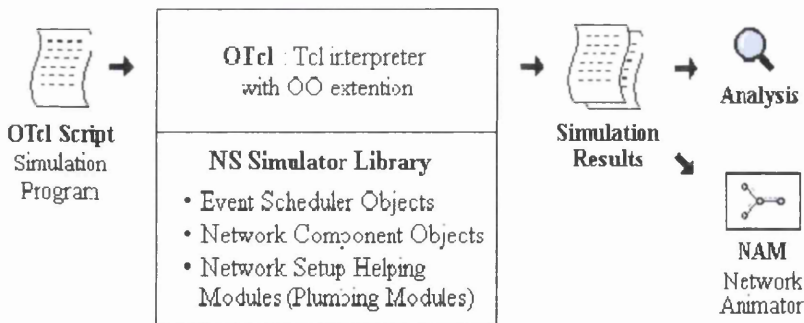 OTcl Script
Simulation
Program
OTcl : Tcl interpreter
with OO extention
NS Simulator Library
• Event Scheduler Objects
• Network Component Objects
• Network Setup Helping
Modules (Plumbing Modules)
Simulation
Results
Analysis
NAM
Network
Animator